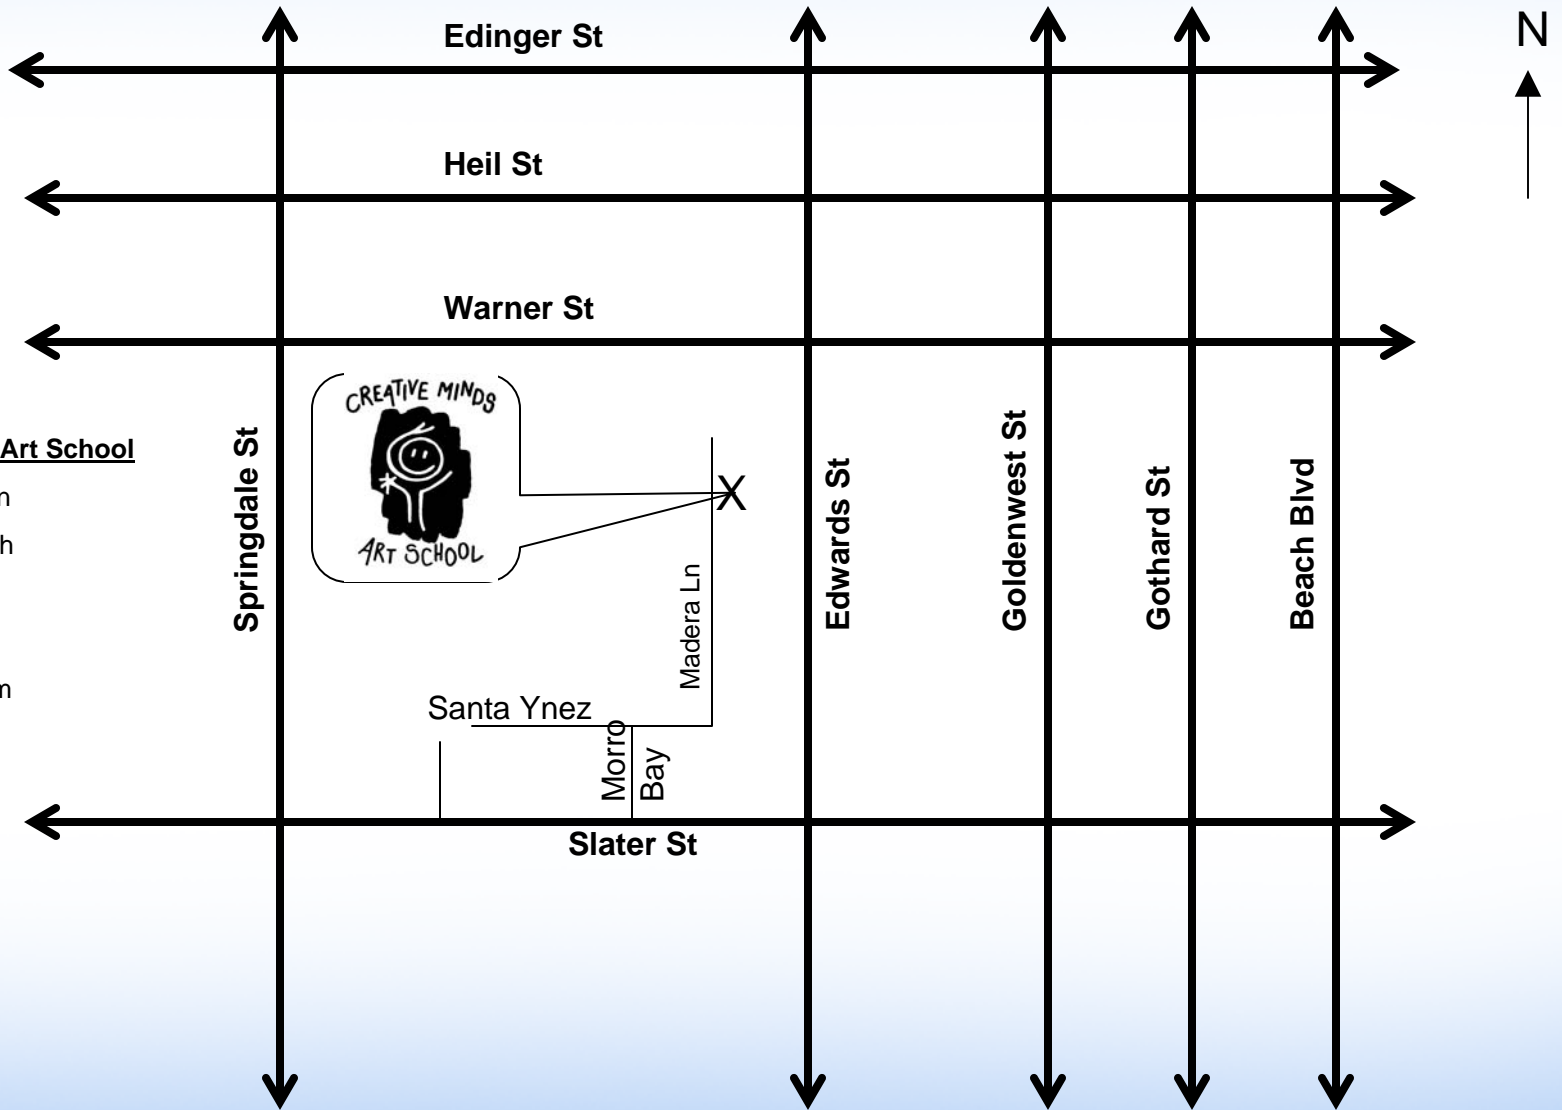 Edinger St
N
Heil St
Warner St
CREATIVE MINDS
ART SCHOOL
Art School
n
h
m
Springdale St
Madera Ln
Edwards St
Goldenwest St
Gothard St
Beach Blvd
X
Santa Ynez
Morro
Bay
Slater St